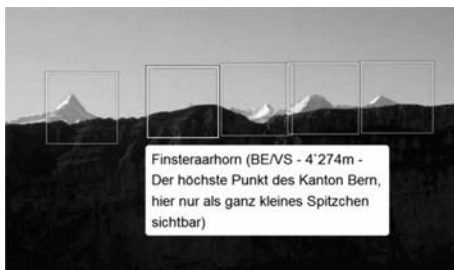 Finsteraarhorn (BE/VS - 4`274m -
Der höchste Punkt des Kanton Bern,
hier nur als ganz kleines Spitzchen
sichtbar)